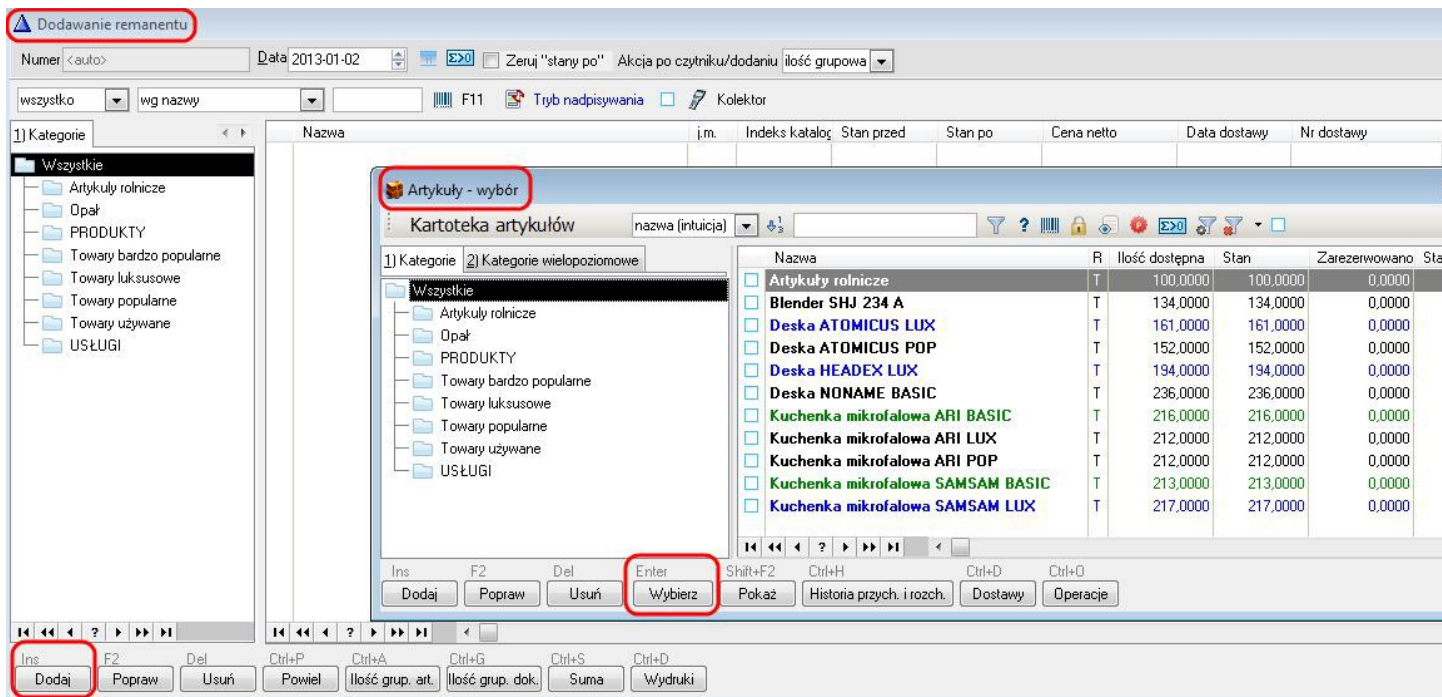 Dodawanie remanentu
Numer <auto> Data 2013-01-02 Σ>0 Zeruj "stany po" Akcja po czytniku/dodaniu ilość grupowa
wszystko wg nazwy F11 Tryb nadpisywania Kolektor
1) Kategorie
Nazwa j.m. Indeks katalog Stan przed Stan po Cena netto Data dostawy Nr dostawy
Wszystkie
Artykuly rolnicze
Opał
PRODUKTY
Towary bardzo popularne
Towary luksusowe
Towary popularne
Towary używane
USŁUGI
Artykuły - wybór
Kartoteka artykułów nazwa (intuicja) ? Σ>0
1) Kategorie 2) Kategorie wielopoziomowe
Wszystkie
Artykuly rolnicze
Opał
PRODUKTY
Towary bardzo popularne
Towary luksusowe
Towary popularne
Towary używane
USŁUGI
Nazwa R Ilość dostępna Stan Zarezerwowano Sta
Artykuły rolnicze T 100,0000 100,0000 0,0000
Blender SHJ 234 A T 134,0000 134,0000 0,0000
Deska ATOMICUS LUX T 161,0000 161,0000 0,0000
Deska ATOMICUS POP T 152,0000 152,0000 0,0000
Deska HEADEX LUX T 194,0000 194,0000 0,0000
Deska NONAME BASIC T 236,0000 236,0000 0,0000
Kuchenka mikrofalowa ARI BASIC T 216,0000 216,0000 0,0000
Kuchenka mikrofalowa ARI LUX T 212,0000 212,0000 0,0000
Kuchenka mikrofalowa ARI POP T 212,0000 212,0000 0,0000
Kuchenka mikrofalowa SAMSAM BASIC T 213,0000 213,0000 0,0000
Kuchenka mikrofalowa SAMSAM LUX T 217,0000 217,0000 0,0000
?
Ins F2 Del Enter Shift+F2 Ctrl+H Ctrl+D Ctrl+O
Dodaj Popraw Usuń Wybierz Pokaż Historia przych. i rozch. Dostawy Operacje
? ?
Ins F2 Del Ctrl+P Ctrl+A Ctrl+G Ctrl+S Ctrl+D
Dodaj Popraw Usuń Powiel Ilość grup. art. Ilość grup. dok. Suma Wydruki